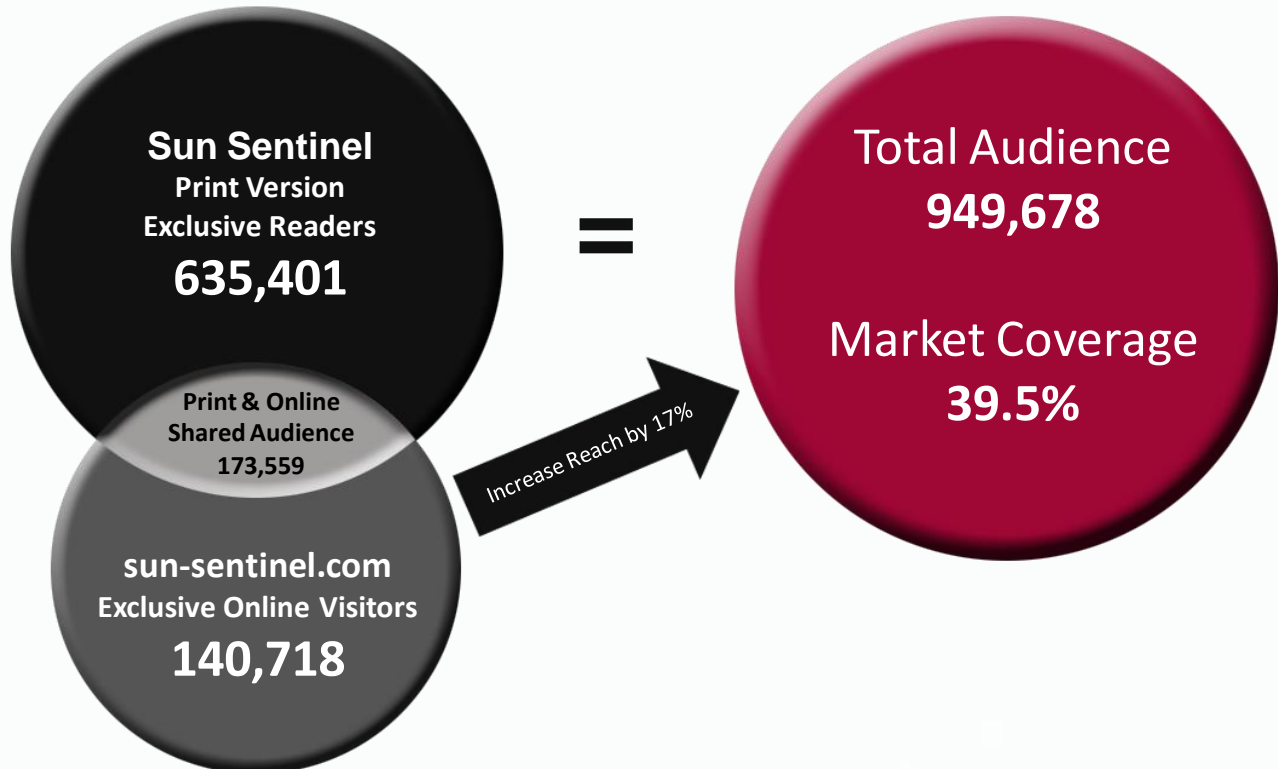 Sun Sentinel
Print Version
Exclusive Readers
635,401
Print & Online
Shared Audience
173,559
sun-sentinel.com
Exclusive Online Visitors
140,718
=
Increase Reach by 17%
Total Audience
949,678
Market Coverage
39.5%